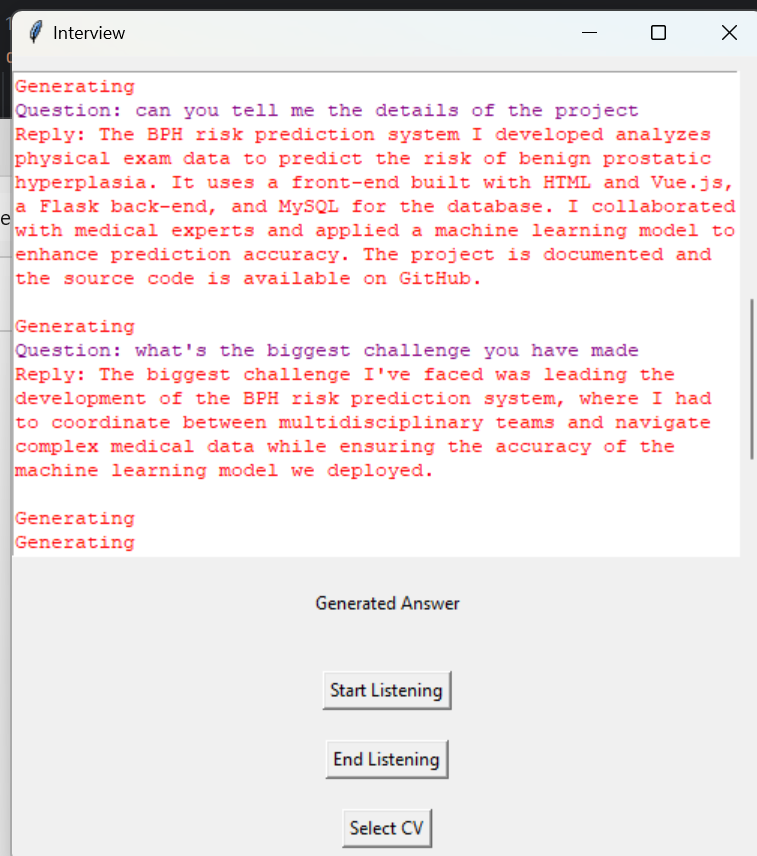 Interview
Generating
Question: can you tell me the details of the project
Reply: The BPH risk prediction system I developed analyzes
physical exam data to predict the risk of benign prostatic
hyperplasia. It uses a front-end built with HTML and Vue.js,
a Flask back-end, and MySQL for the database. I collaborated
with medical experts and applied a machine learning model to
enhance prediction accuracy. The project is documented and
the source code is available on GitHub.
Generating
Question: what's the biggest challenge you have made
Reply: The biggest challenge I've faced was leading the
development of the BPH risk prediction system, where I had
to coordinate between multidisciplinary teams and navigate
complex medical data while ensuring the accuracy of the
machine learning model we deployed.
Generating
Generating
Generated Answer
Start Listening
End Listening
Select CV